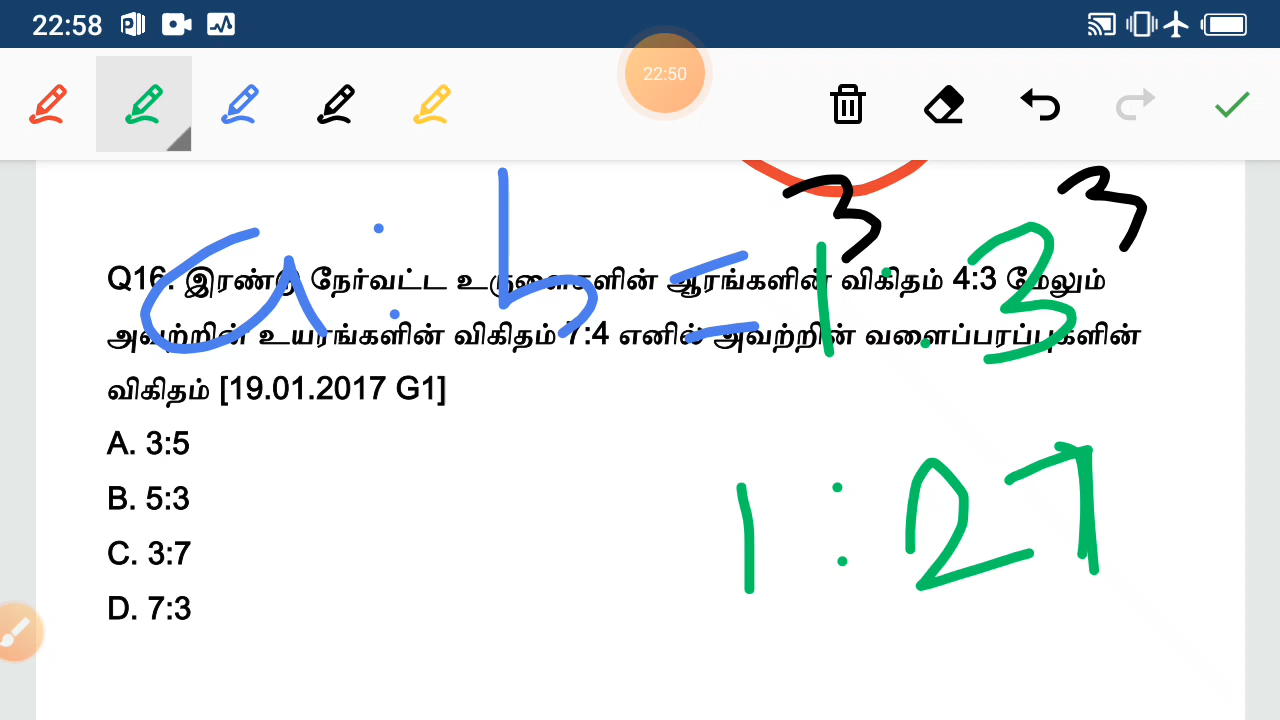 22:58
22:50
3 3
a : b = 1 : 3
Q16. இரண்டு நேர்வட்ட உருளைகளின் ஆரங்களின் விகிதம் 4:3 மேலும்
அவற்றின் உயரங்களின் விகிதம் 7:4 எனில் அவற்றின் வளைப்பரப்புகளின்
விகிதம் [19.01.2017 G1]
A. 3:5
1 : 27
B. 5:3
C. 3:7
D. 7:3